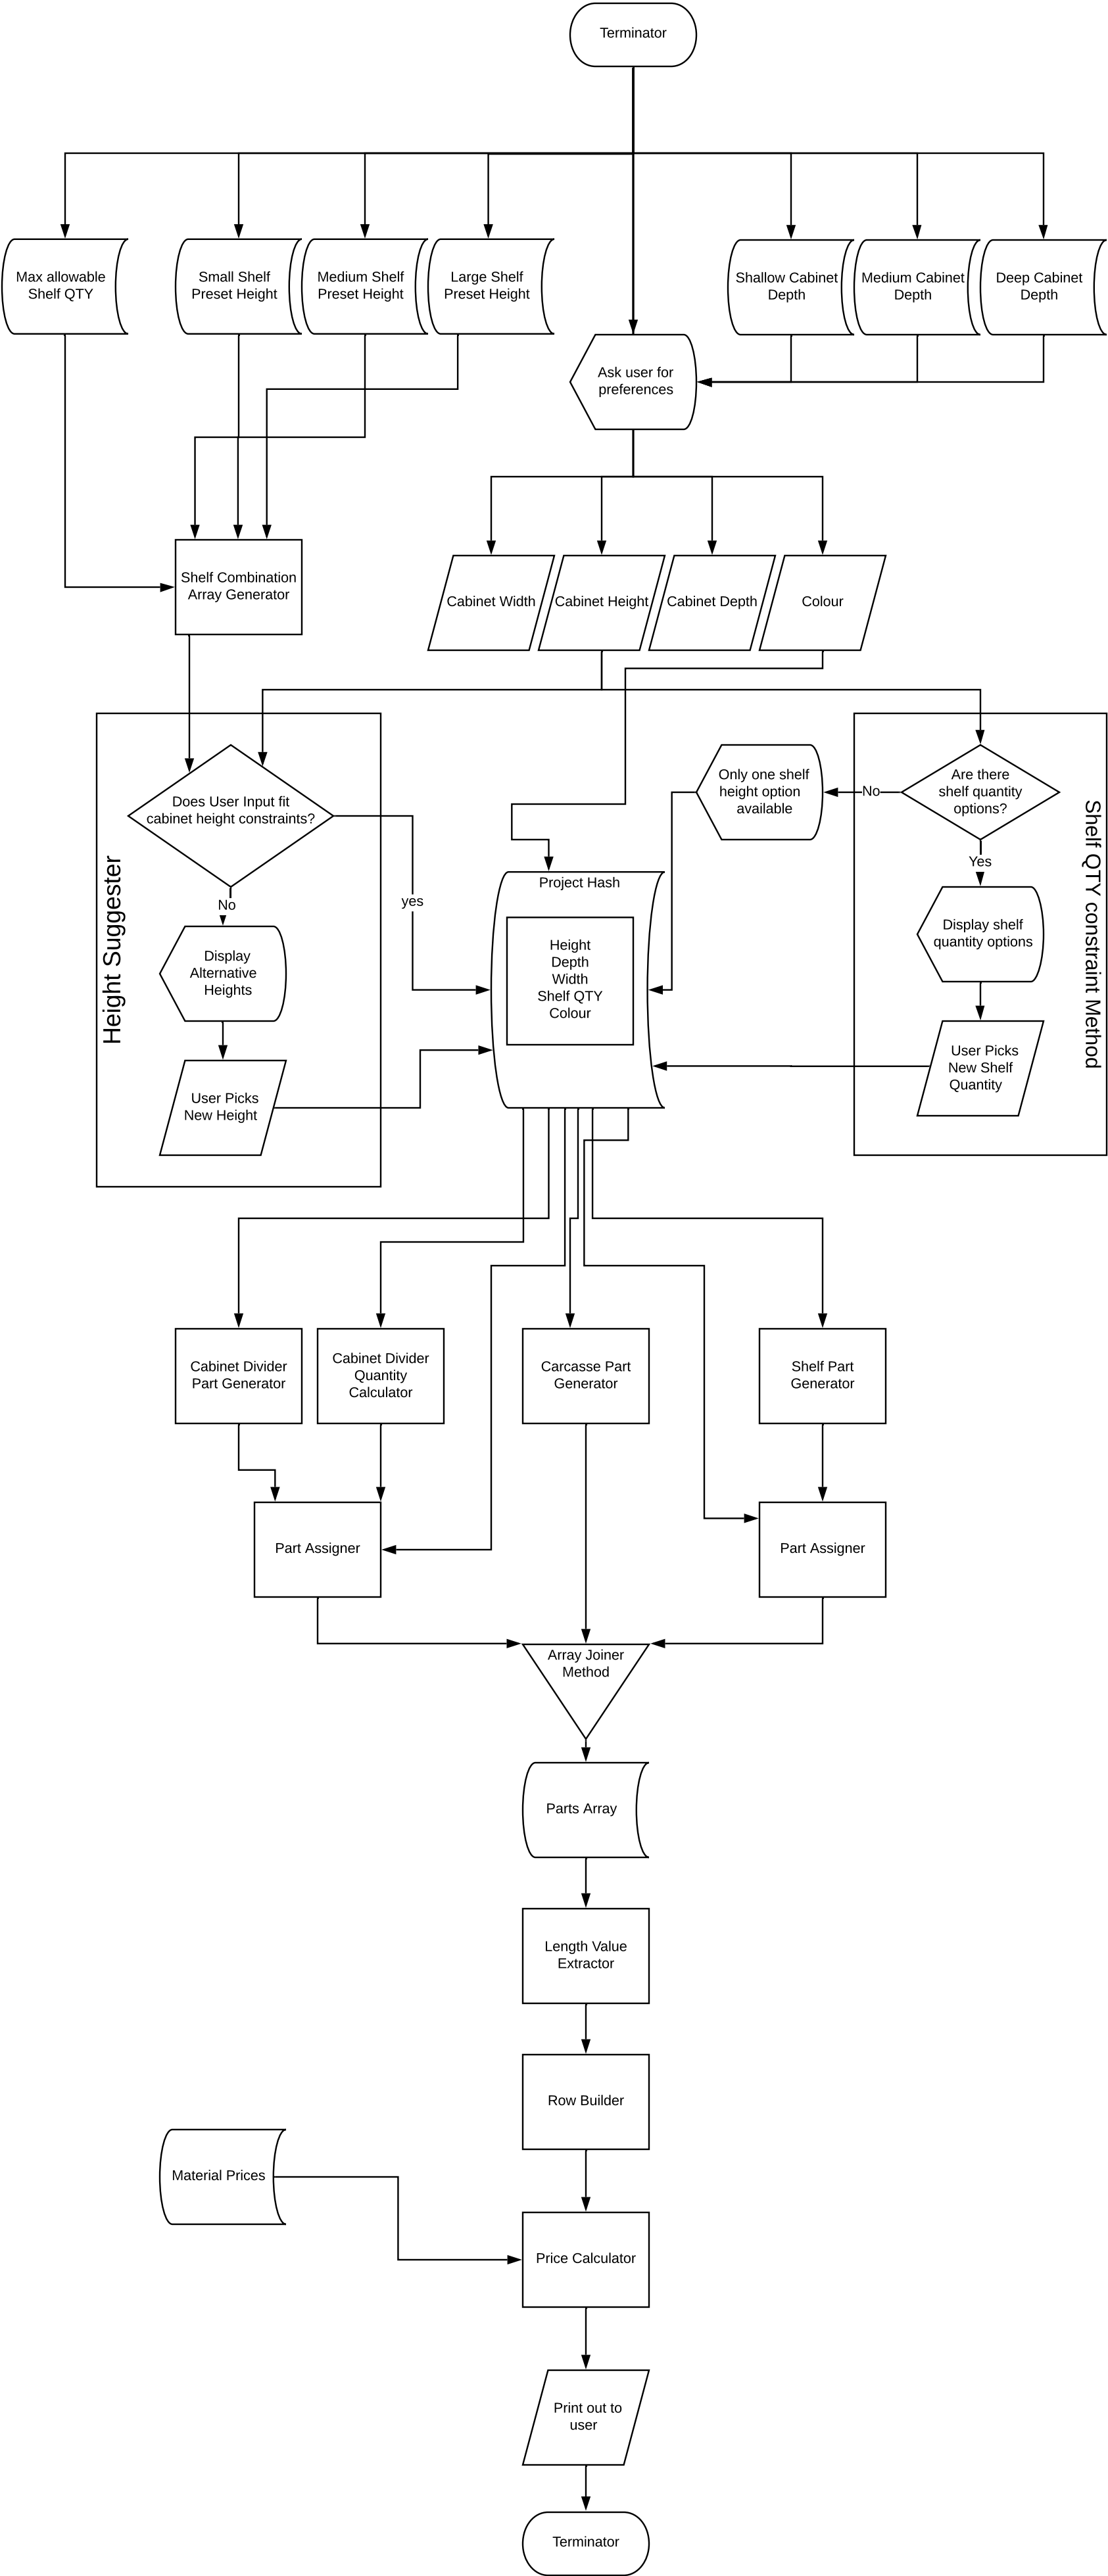 Terminator
Max allowable
Shelf QTY
Small Shelf
Preset Height
Medium Shelf
Preset Height
Large Shelf
Preset Height
Shallow Cabinet
Depth
Medium Cabinet
Depth
Deep Cabinet
Depth
Ask user for
preferences
Shelf Combination
Array Generator
Cabinet Width
Cabinet Height
Cabinet Depth
Colour
Height Suggester
Does User Input fit
cabinet height constraints?
No
yes
Display
Alternative
Heights
User Picks
New Height
Project Hash
Height
Depth
Width
Shelf QTY
Colour
Only one shelf
height option
available
No
Are there
shelf quantity
options?
Yes
Display shelf
quantity options
User Picks
New Shelf
Quantity
Shelf QTY constraint Method
Cabinet Divider
Part Generator
Cabinet Divider
Quantity
Calculator
Carcasse Part
Generator
Shelf Part
Generator
Part Assigner
Part Assigner
Array Joiner
Method
Parts Array
Length Value
Extractor
Row Builder
Material Prices
Price Calculator
Print out to
user
Terminator